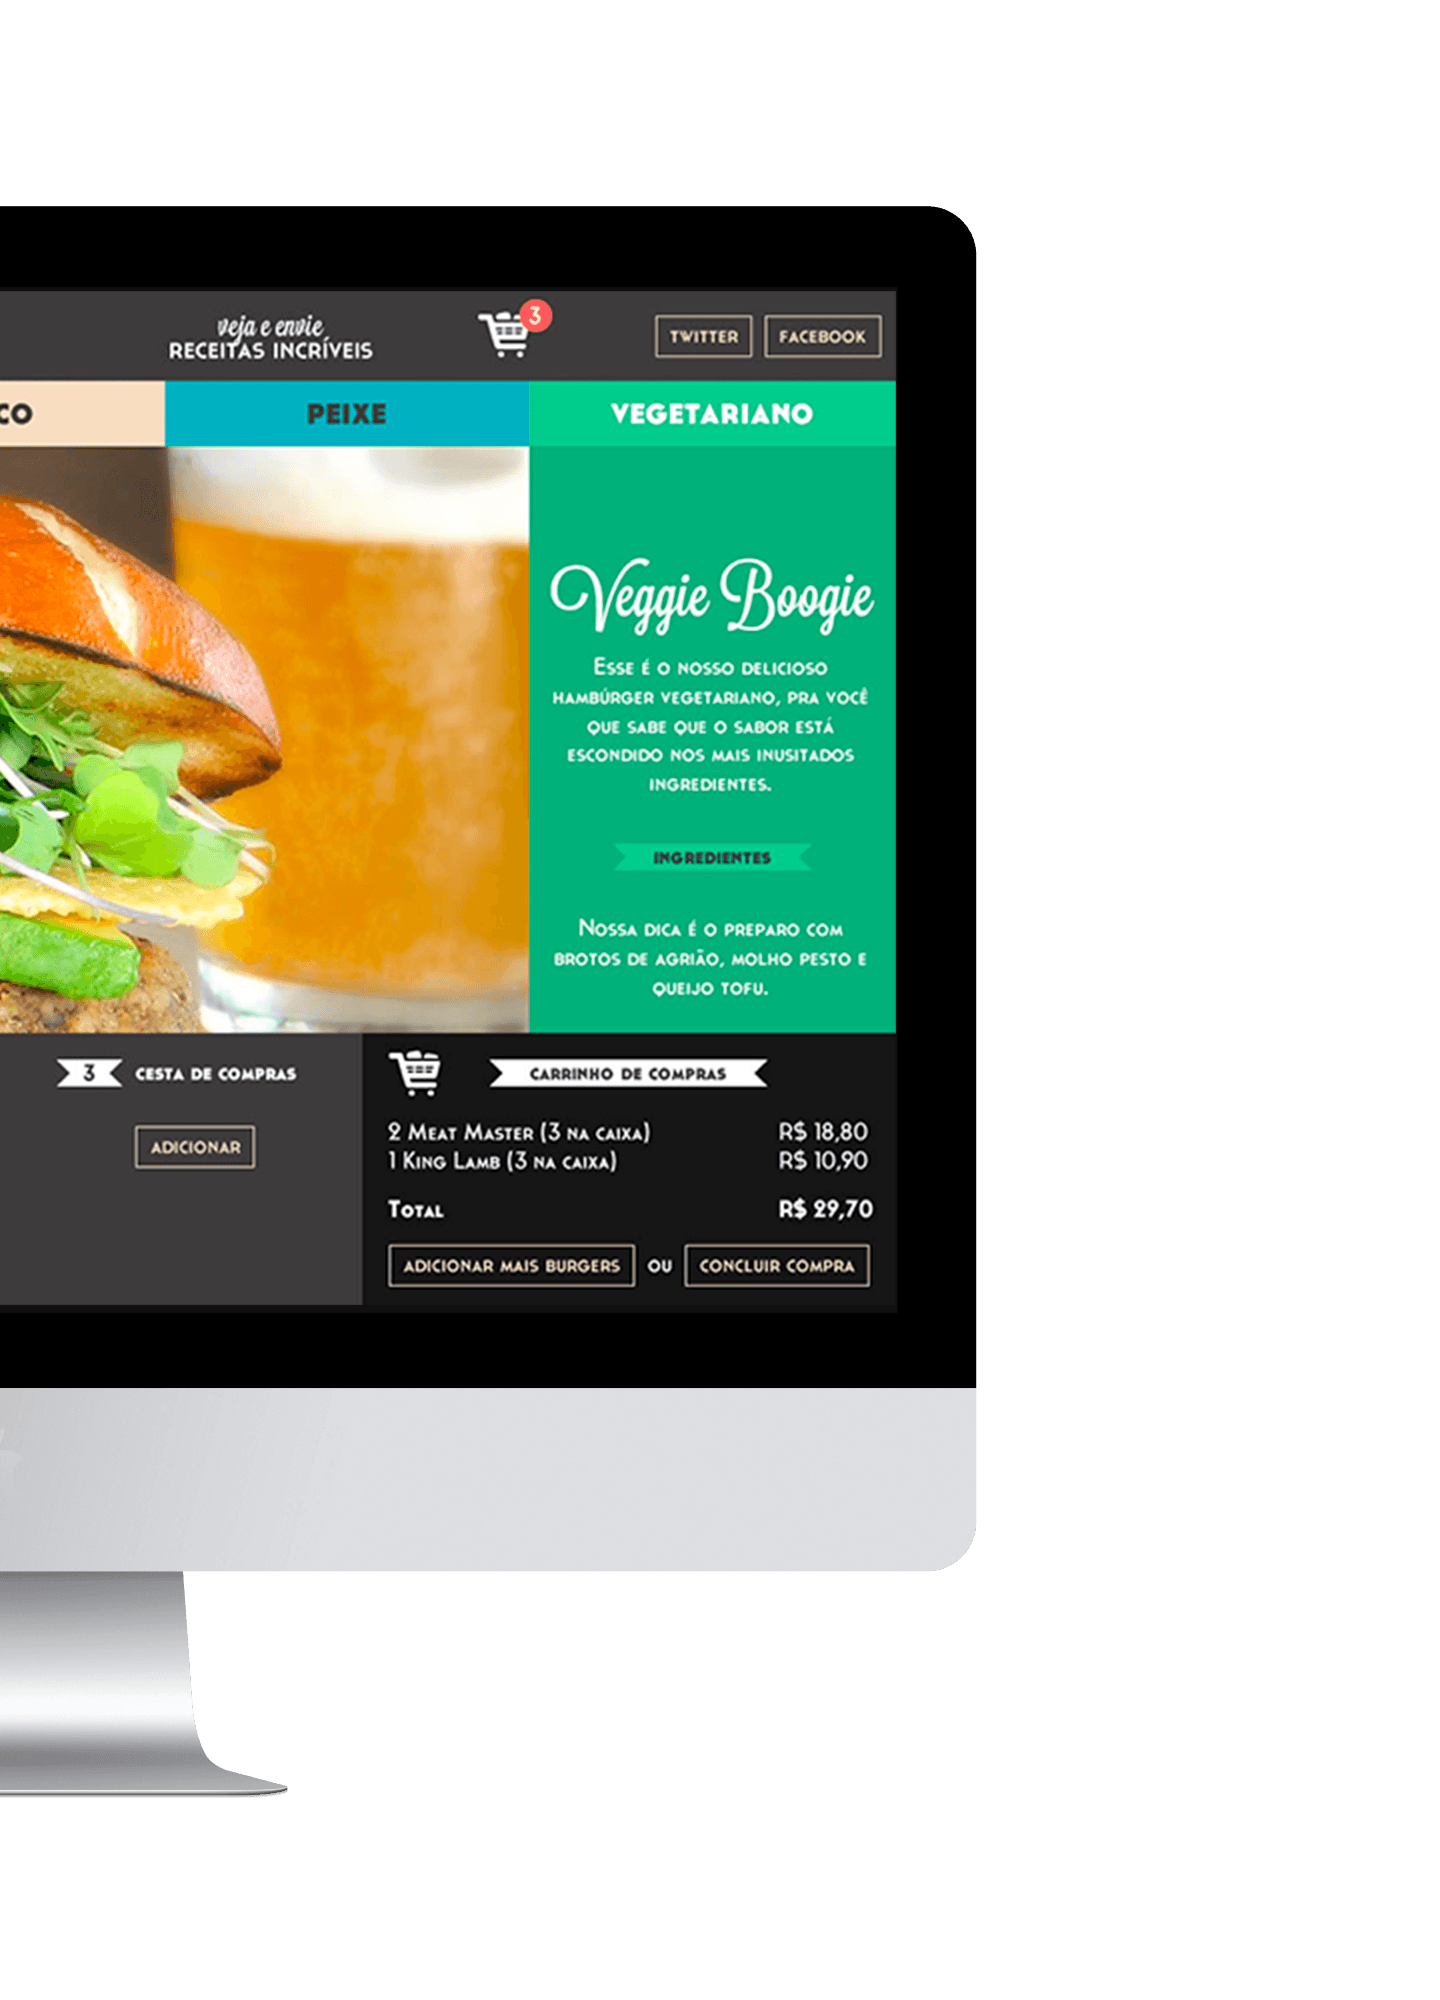 veja e envie
RECEITAS INCRÍVEIS
3
TWITTER
FACEBOOK
CO
PEIXE
VEGETARIANO
Veggie Boogie
Esse é o nosso delicioso
hambúrger vegetariano, pra você
que sabe que o sabor está
escondido nos mais inusitados
ingredientes.
INGREDIENTES
Nossa dica é o preparo com
brotos de agrião, molho pesto e
queijo tofu.
3 CESTA DE COMPRAS
ADICIONAR
CARRINHO DE COMPRAS
2 Meat Master (3 na caixa) R$ 18,80
1 King Lamb (3 na caixa) R$ 10,90
Total R$ 29,70
ADICIONAR MAIS BURGERS OU CONCLUIR COMPRA